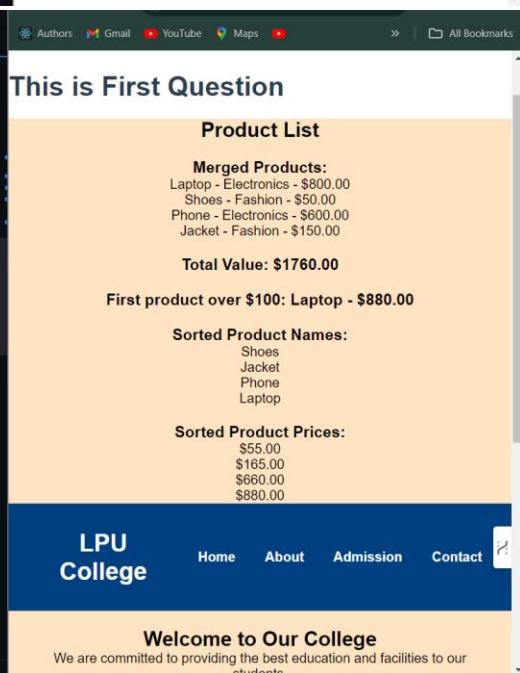 Authors Gmail YouTube Maps » All Bookmarks
This is First Question
Product List
Merged Products:
Laptop - Electronics - $800.00
Shoes - Fashion - $50.00
Phone - Electronics - $600.00
Jacket - Fashion - $150.00
Total Value: $1760.00
First product over $100: Laptop - $880.00
Sorted Product Names:
Shoes
Jacket
Phone
Laptop
Sorted Product Prices:
$55.00
$165.00
$660.00
$880.00
LPU
College
Home About Admission Contact
Welcome to Our College
We are committed to providing the best education and facilities to our
students